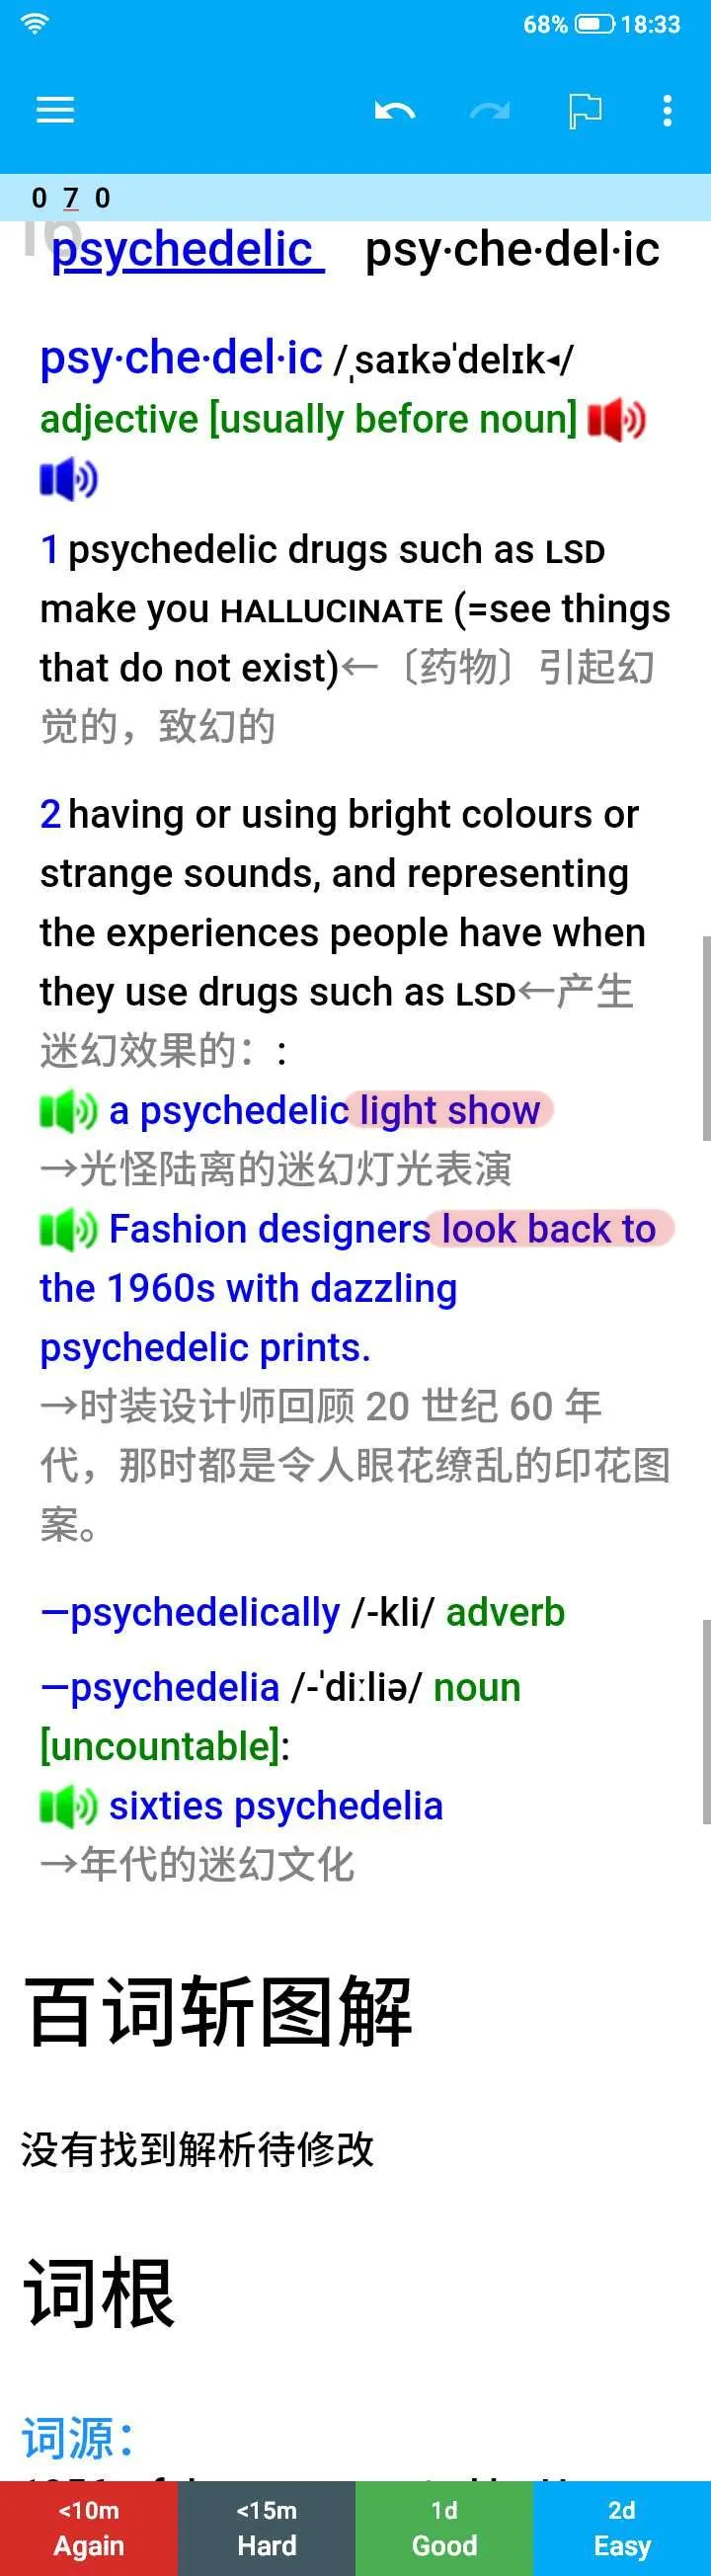 68% 18:33
0 7 0
psychedelic psy·che·del·ic
psy·che·del·ic /ˌsaɪkəˈdelɪk◂/
adjective [usually before noun]
1 psychedelic drugs such as LSD
make you HALLUCINATE (=see things
that do not exist)←〔药物〕引起幻
觉的，致幻的
2 having or using bright colours or
strange sounds, and representing
the experiences people have when
they use drugs such as LSD←产生
迷幻效果的：:
a psychedelic light show
→光怪陆离的迷幻灯光表演
Fashion designers look back to
the 1960s with dazzling
psychedelic prints.
→时装设计师回顾 20 世纪 60 年
代，那时都是令人眼花缭乱的印花图
案。
—psychedelically /-kli/ adverb
—psychedelia /-ˈdiːliə/ noun
[uncountable]:
sixties psychedelia
→年代的迷幻文化
百词斩图解
没有找到解析待修改
词根
词源：
<10m <15m 1d 2d
Again Hard Good Easy